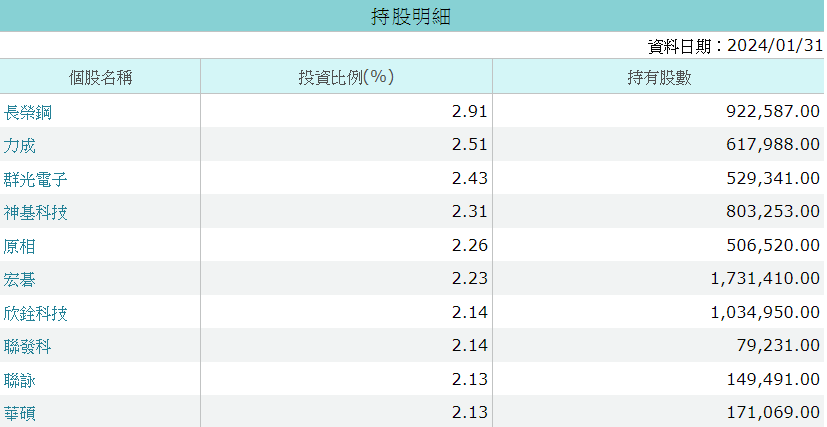 持股明細
資料日期：2024/01/31
個股名稱 投資比例(%) 持有股數
長榮鋼 2.91 922,587.00
力成 2.51 617,988.00
群光電子 2.43 529,341.00
神基科技 2.31 803,253.00
原相 2.26 506,520.00
宏碁 2.23 1,731,410.00
欣銓科技 2.14 1,034,950.00
聯發科 2.14 79,231.00
聯詠 2.13 149,491.00
華碩 2.13 171,069.00